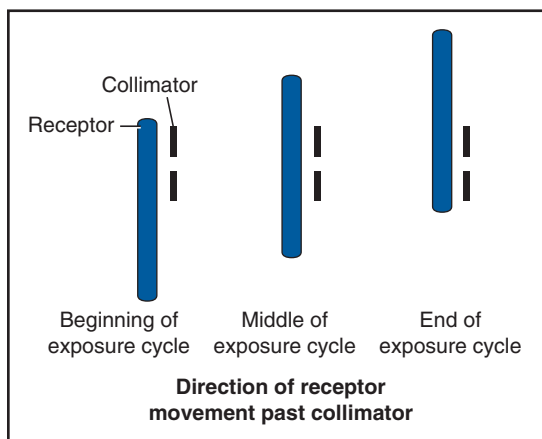 Collimator
Receptor
Beginning of
exposure cycle
Middle of
exposure cycle
End of
exposure cycle
Direction of receptor
movement past collimator